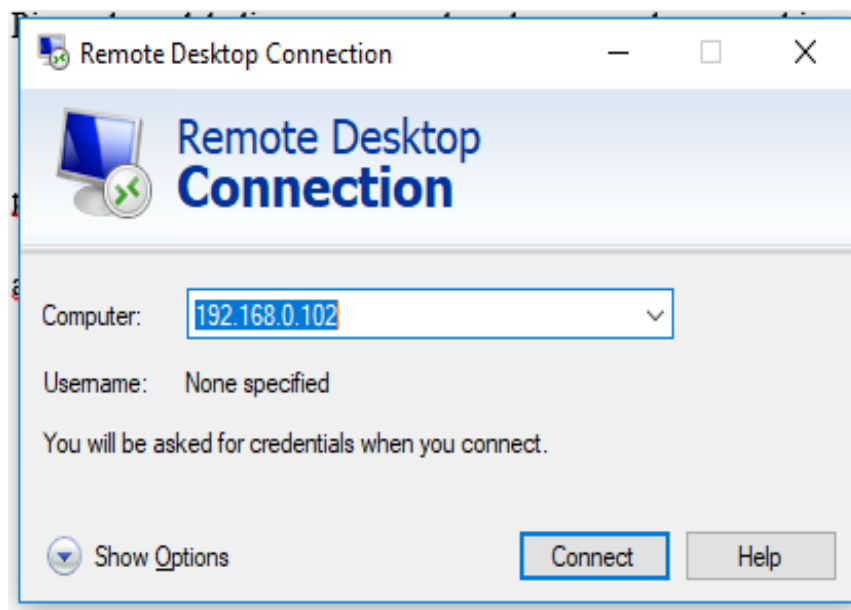 Remote Desktop Connection
Remote Desktop
Connection
Computer: 192.168.0.102
Username: None specified
You will be asked for credentials when you connect.
Show Options Connect Help